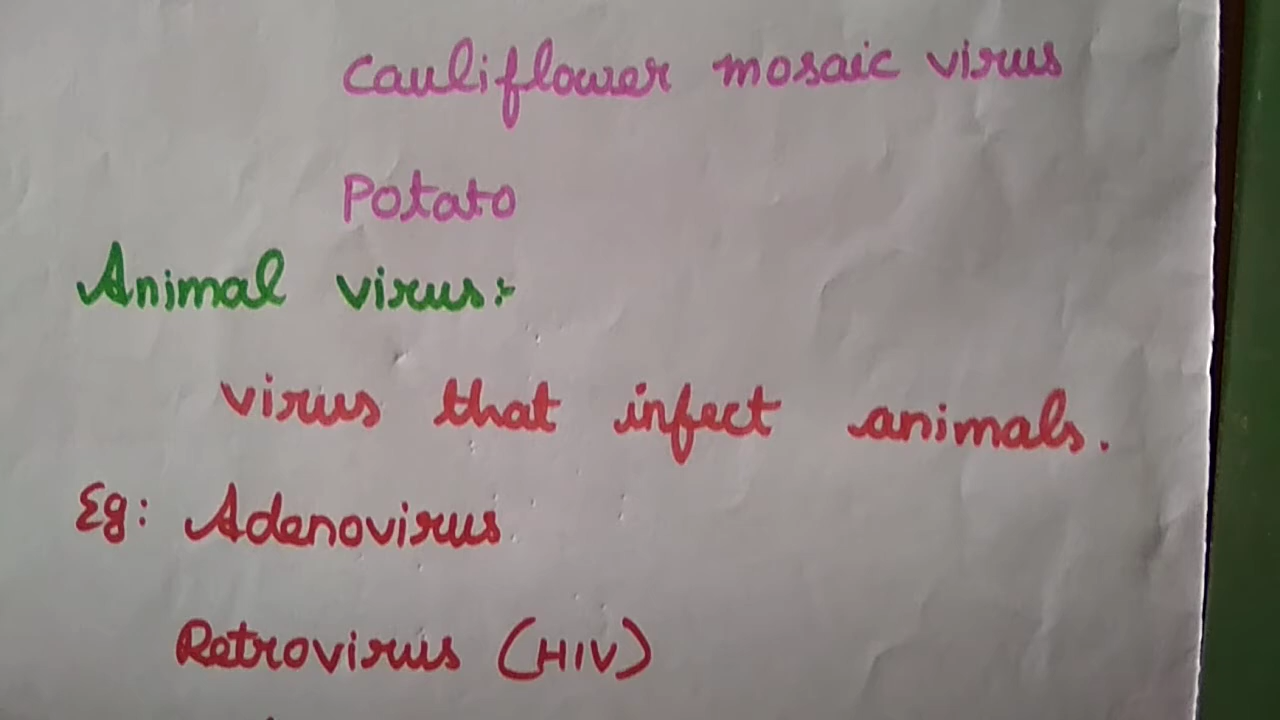 Cauliflower mosaic virus
Potato
Animal virus:-
virus that infect animals.
Eg: Adenovirus
Retrovirus (HIV)